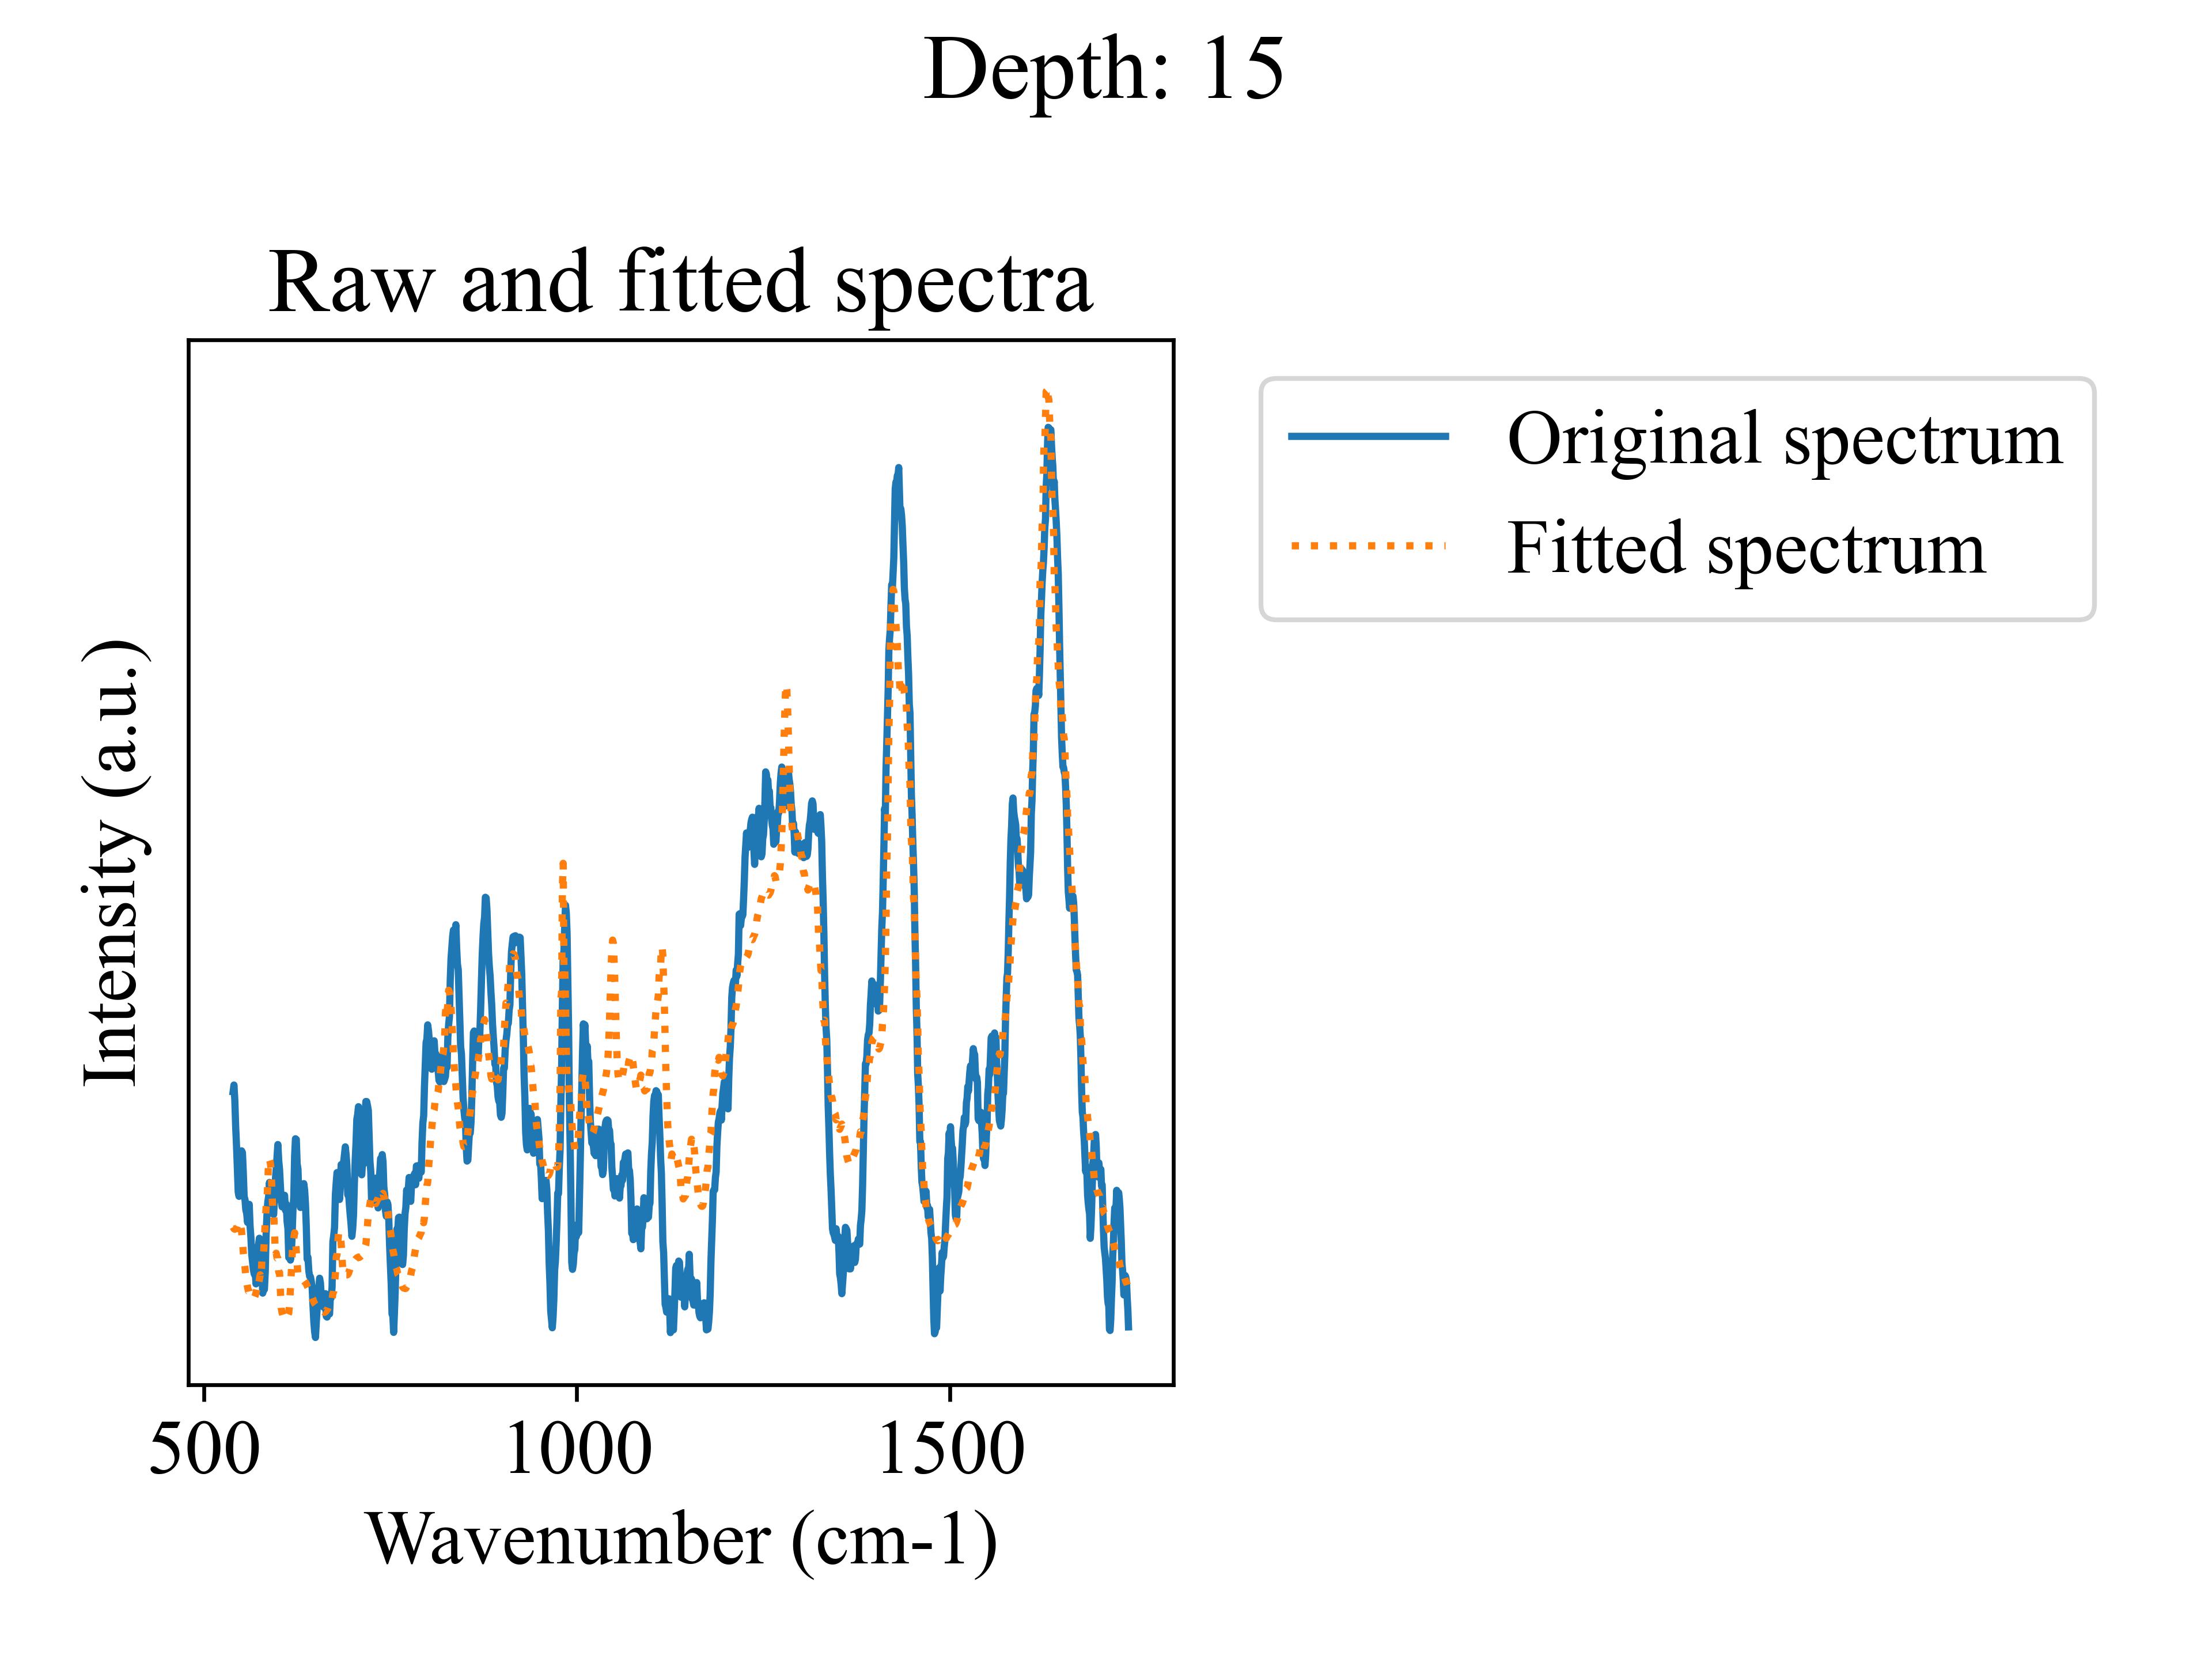 Depth: 15
Raw and fitted spectra
Original spectrum
Fitted spectrum
Intensity (a.u.)
500 1000 1500
Wavenumber (cm-1)